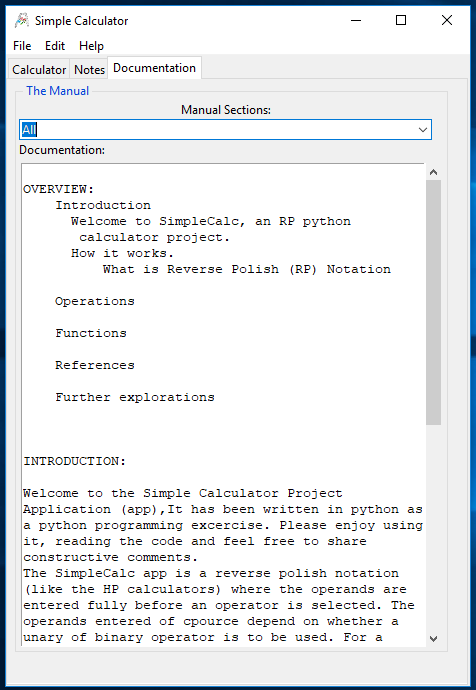 Simple Calculator
File Edit Help
Calculator Notes Documentation
The Manual
Manual Sections:
All
Documentation:
OVERVIEW:
Introduction
Welcome to SimpleCalc, an RP python
calculator project.
How it works.
What is Reverse Polish (RP) Notation
Operations
Functions
References
Further explorations
INTRODUCTION:
Welcome to the Simple Calculator Project
Application (app),It has been written in python as
a python programming excercise. Please enjoy using
it, reading the code and feel free to share
constructive comments.
The SimpleCalc app is a reverse polish notation
(like the HP calculators) where the operands are
entered fully before an operator is selected. The
operands entered of cpource depend on whether a
unary of binary operator is to be used. For a